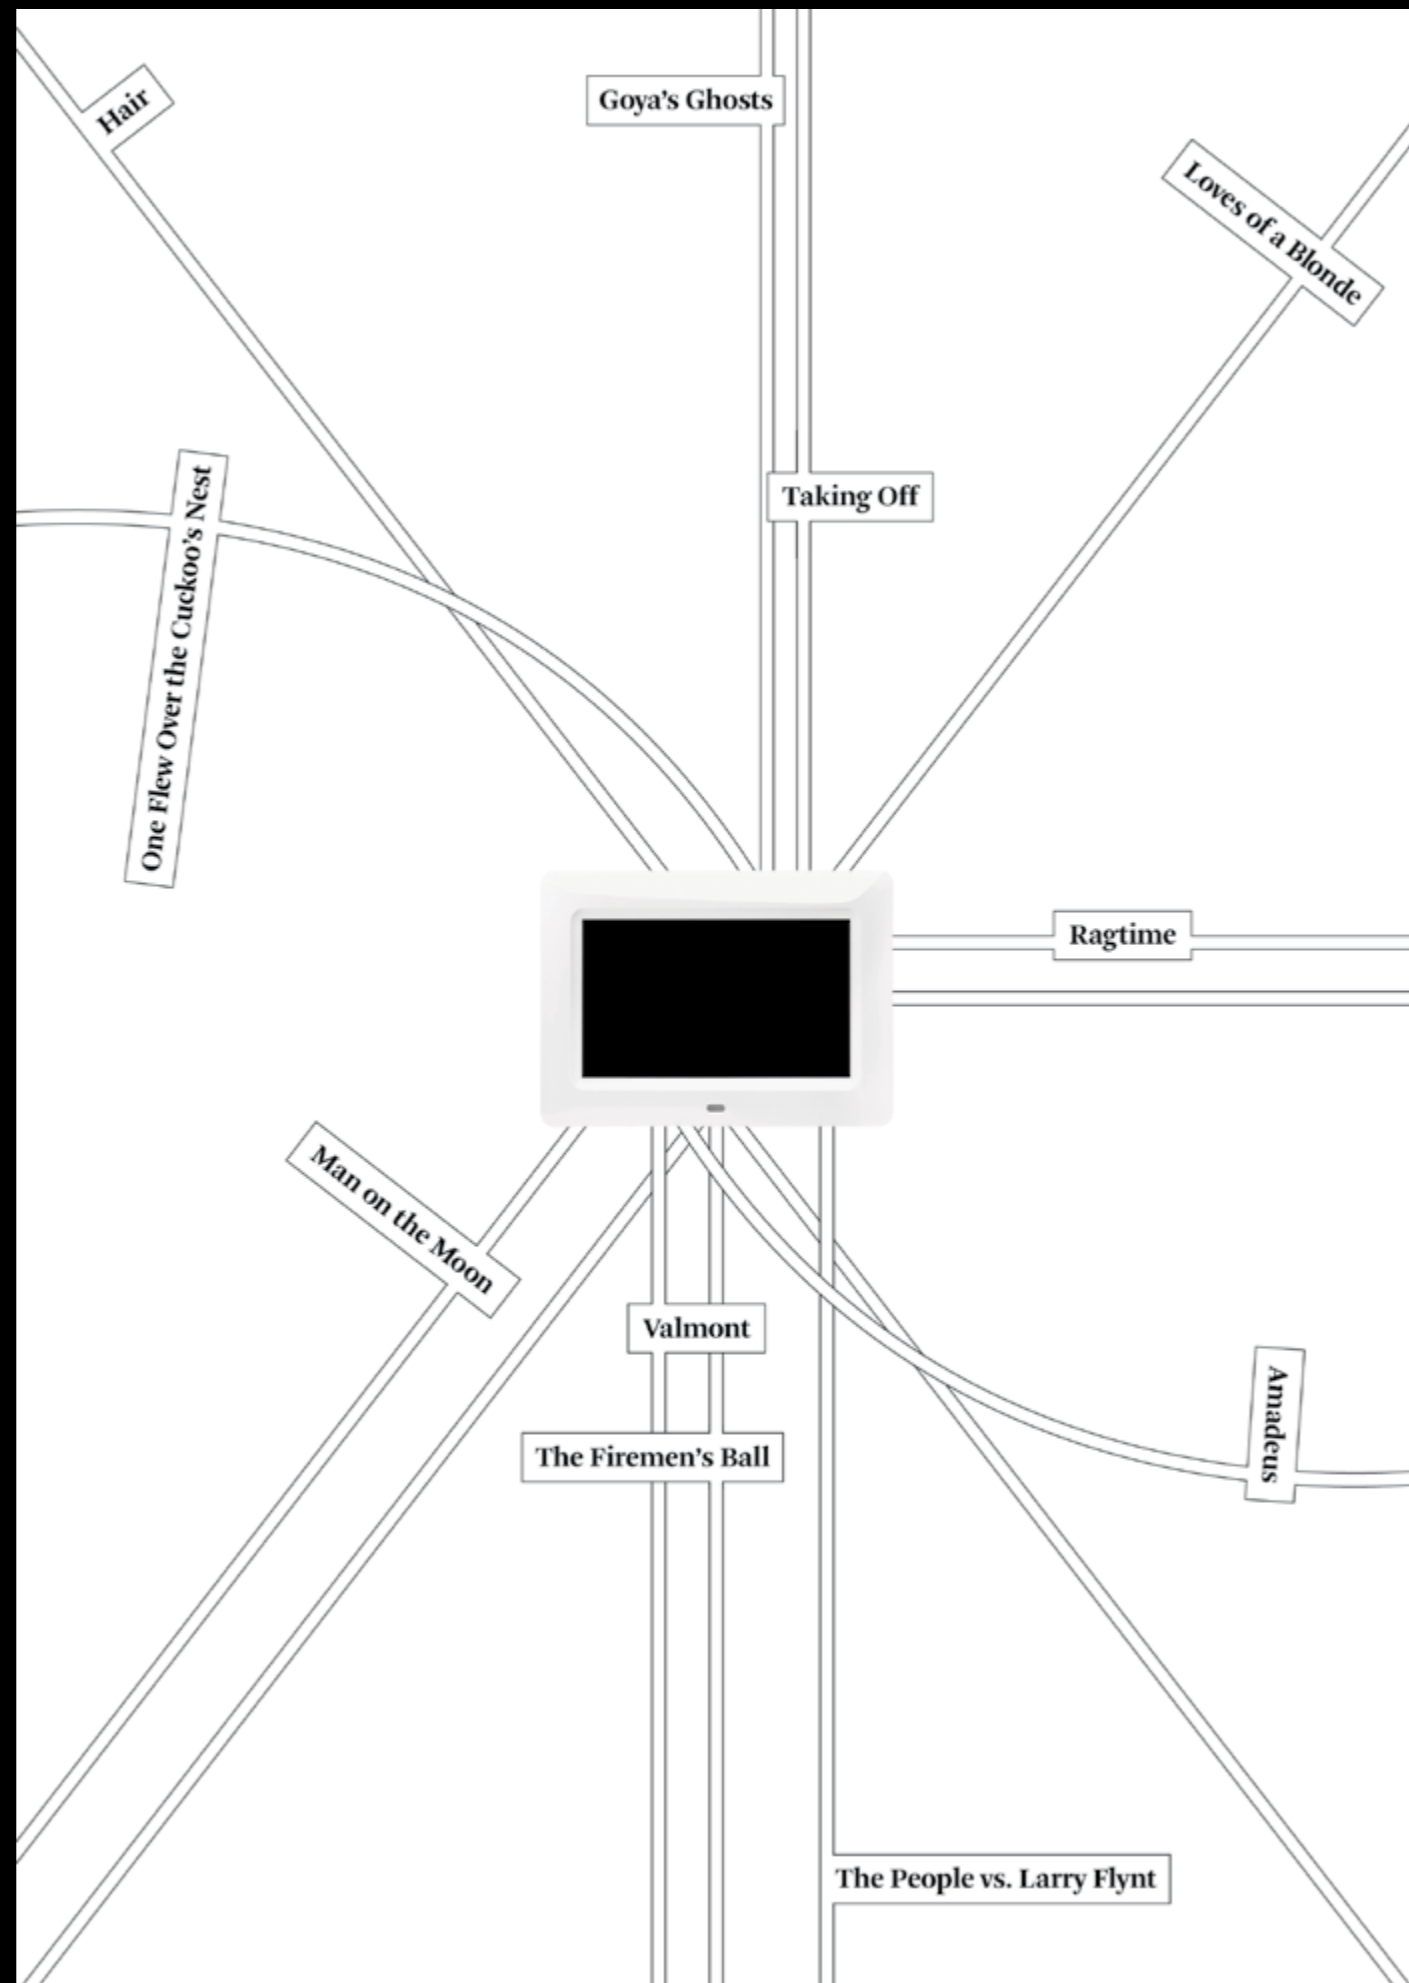 Hair
Goya’s Ghosts
Loves of a Blonde
One Flew Over the Cuckoo’s Nest
Taking Off
Ragtime
Man on the Moon
Valmont
Amadeus
The Firemen’s Ball
The People vs. Larry Flynt